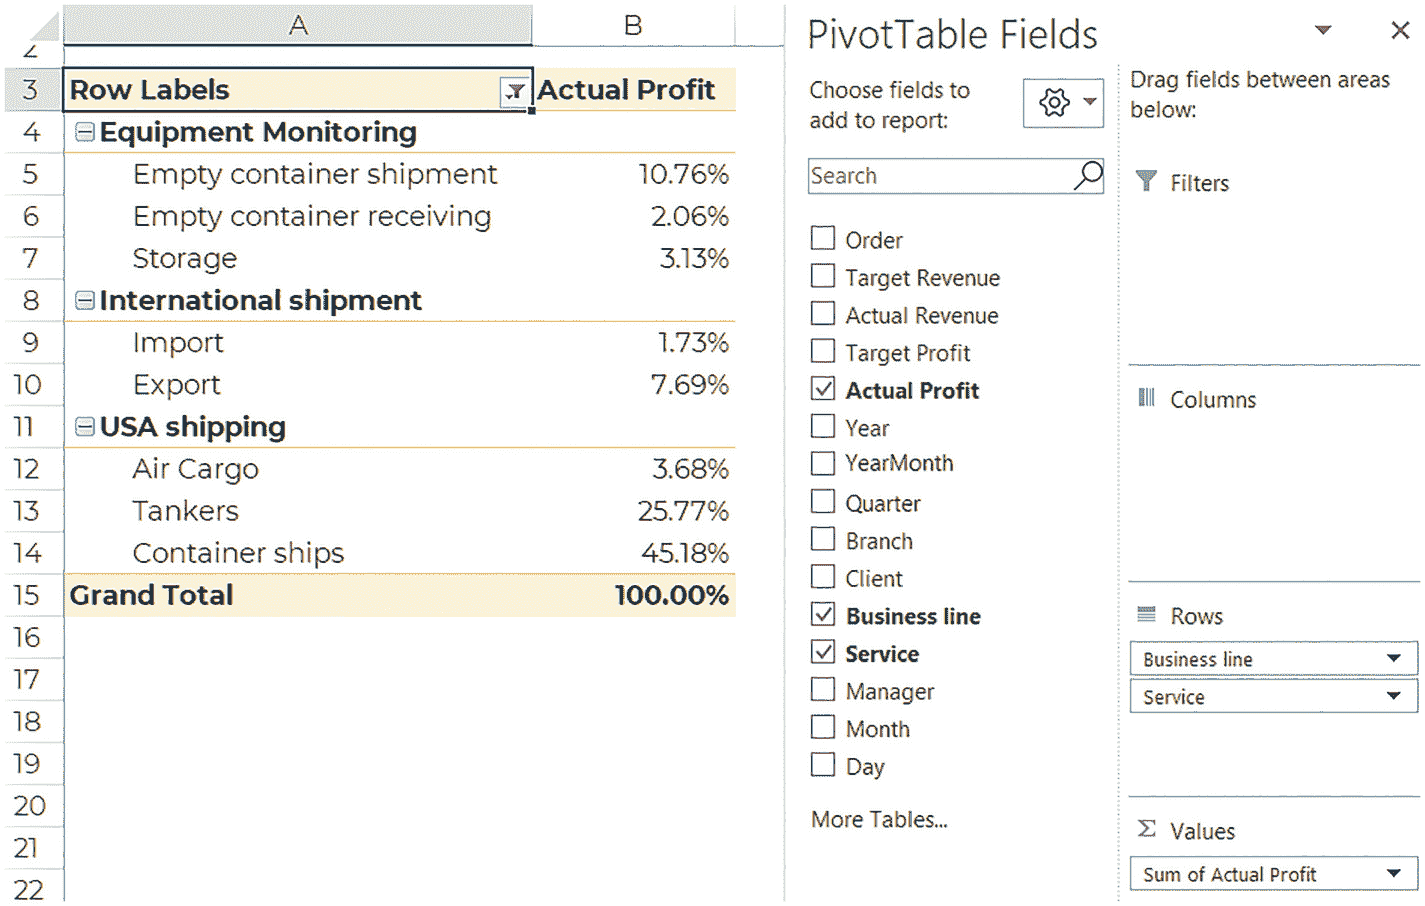 A B
2
3 Row Labels Actual Profit
4 Equipment Monitoring
5 Empty container shipment 10.76%
6 Empty container receiving 2.06%
7 Storage 3.13%
8 International shipment
9 Import 1.73%
10 Export 7.69%
11 USA shipping
12 Air Cargo 3.68%
13 Tankers 25.77%
14 Container ships 45.18%
15 Grand Total 100.00%
16
17
18
19
20
21
22
PivotTable Fields
Choose fields to
add to report:
Search
Order
Target Revenue
Actual Revenue
Target Profit
Actual Profit
Year
YearMonth
Quarter
Branch
Client
Business line
Service
Manager
Month
Day
More Tables...
Drag fields between areas
below:
Filters
Columns
Rows
Business line
Service
Σ Values
Sum of Actual Profit